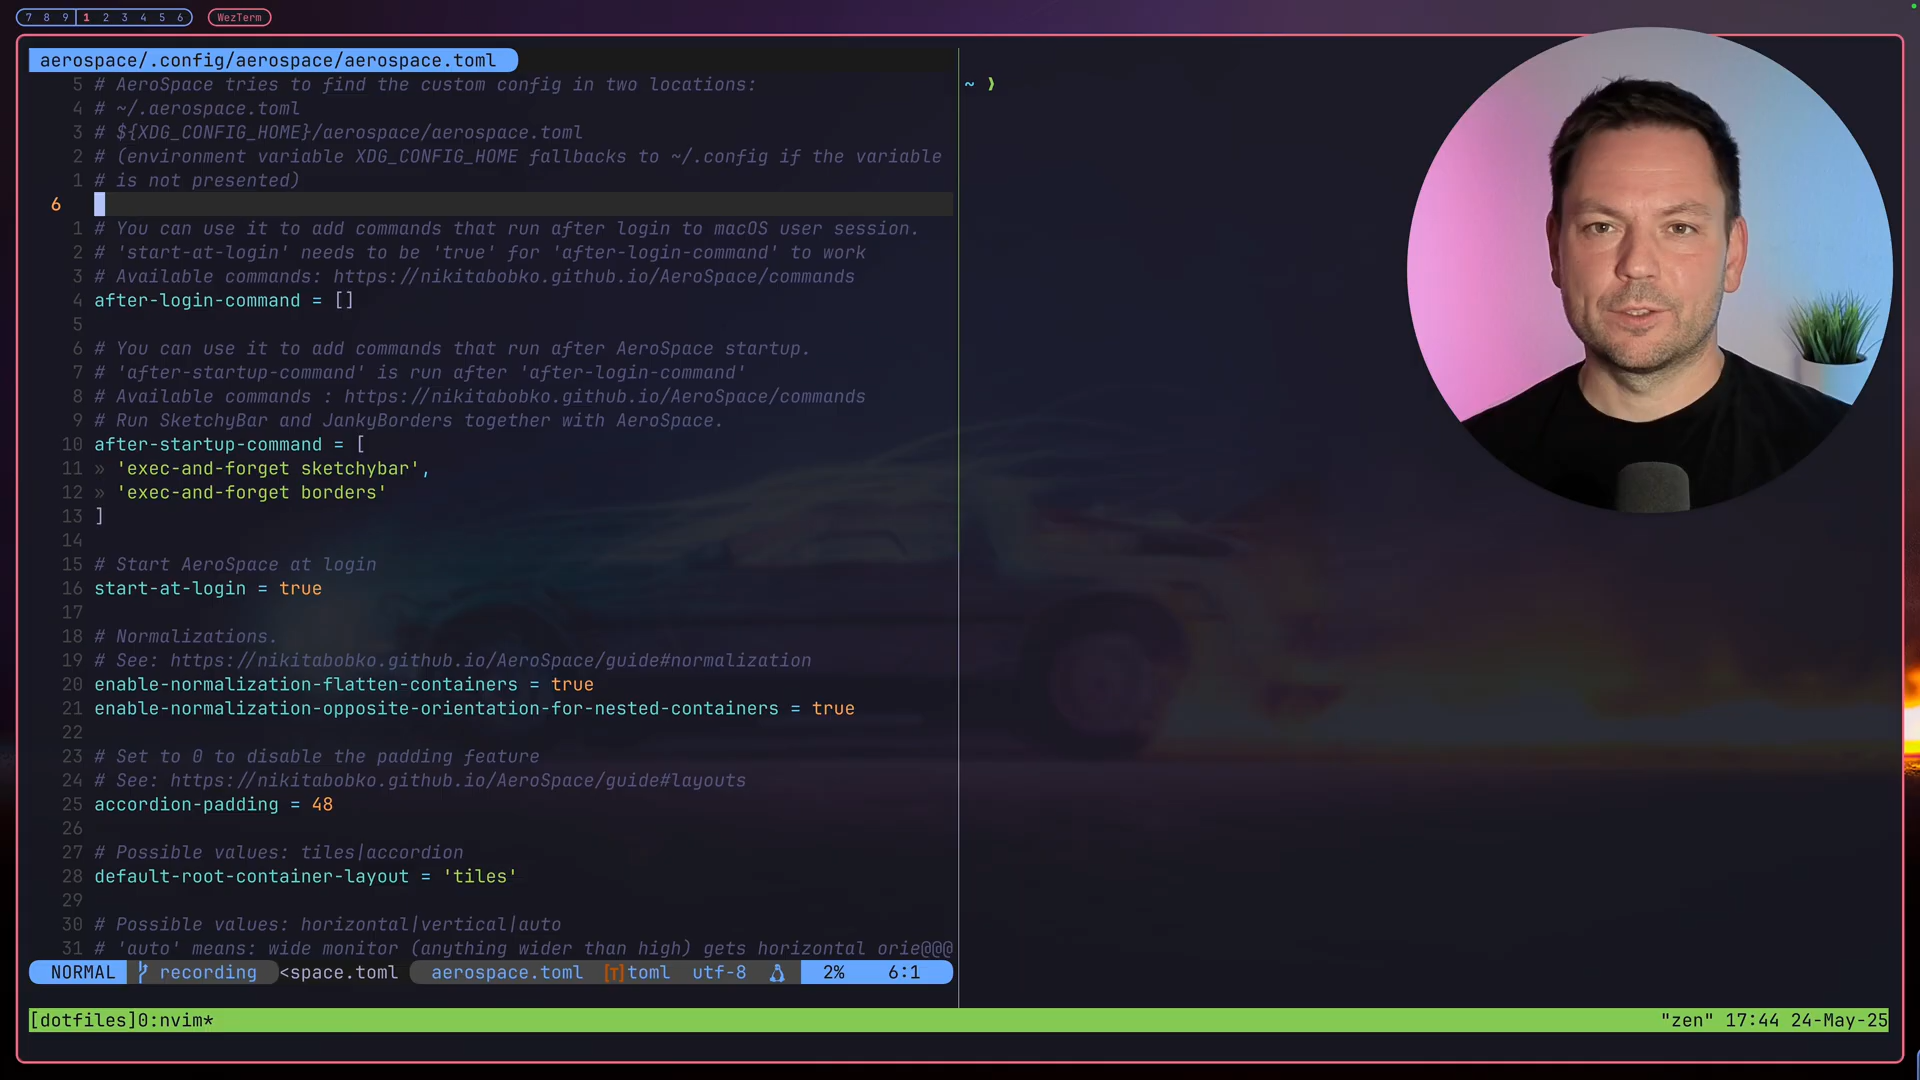 7 8 9 1 2 3 4 5 6 WezTerm
aerospace/.config/aerospace/aerospace.toml
5 # AeroSpace tries to find the custom config in two locations:
4 # ~/.aerospace.toml
3 # ${XDG_CONFIG_HOME}/aerospace/aerospace.toml
2 # (environment variable XDG_CONFIG_HOME fallbacks to ~/.config if the variable
1 # is not presented)
6
1 # You can use it to add commands that run after login to macOS user session.
2 # 'start-at-login' needs to be 'true' for 'after-login-command' to work
3 # Available commands: https://nikitabobko.github.io/AeroSpace/commands
4 after-login-command = []
5
6 # You can use it to add commands that run after AeroSpace startup.
7 # 'after-startup-command' is run after 'after-login-command'
8 # Available commands : https://nikitabobko.github.io/AeroSpace/commands
9 # Run SketchyBar and JankyBorders together with AeroSpace.
10 after-startup-command = [
11 » 'exec-and-forget sketchybar',
12 » 'exec-and-forget borders'
13 ]
14
15 # Start AeroSpace at login
16 start-at-login = true
17
18 # Normalizations.
19 # See: https://nikitabobko.github.io/AeroSpace/guide#normalization
20 enable-normalization-flatten-containers = true
21 enable-normalization-opposite-orientation-for-nested-containers = true
22
23 # Set to 0 to disable the padding feature
24 # See: https://nikitabobko.github.io/AeroSpace/guide#layouts
25 accordion-padding = 48
26
27 # Possible values: tiles|accordion
28 default-root-container-layout = 'tiles'
29
30 # Possible values: horizontal|vertical|auto
31 # 'auto' means: wide monitor (anything wider than high) gets horizontal orie@@@
NORMAL recording <space.toml aerospace.toml [T]toml utf-8 2% 6:1
~ ❯
[dotfiles]0:nvim* "zen" 17:44 24-May-25